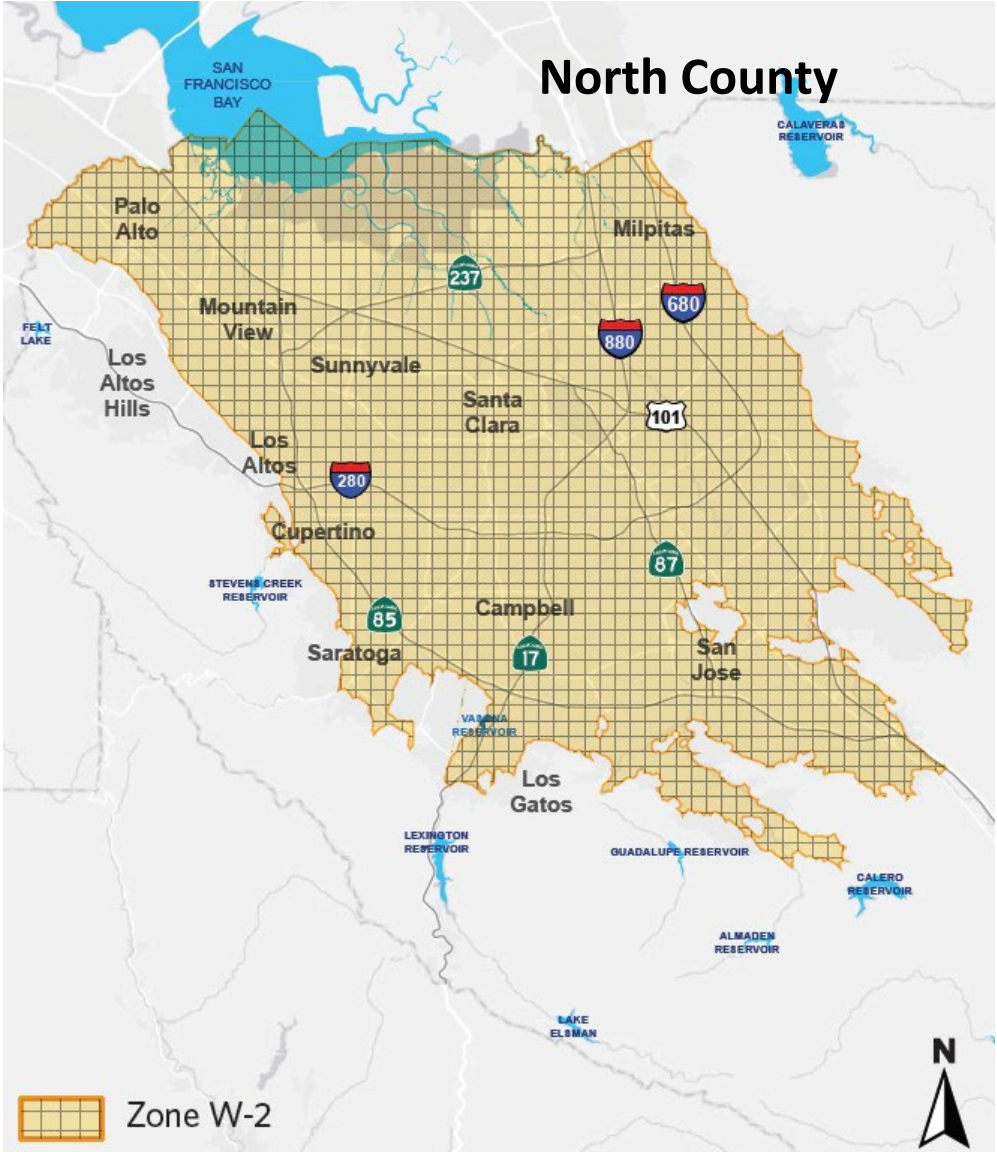 North County
SAN
FRANCISCO
BAY
CALAVERAS
RESERVOIR
Palo
Alto
Milpitas
237
680
Mountain
View
880
FELT
LAKE
Sunnyvale
Los
Altos
Hills
Santa
Clara
101
Los
Altos
280
Cupertino
87
STEVENS CREEK
RESERVOIR
85
Campbell
Saratoga
17
San
Jose
VASONA
RESERVOIR
Los
Gatos
LEXINGTON
RESERVOIR
GUADALUPE RESERVOIR
CALERO
RESERVOIR
ALMADEN
RESERVOIR
LAKE
ELSMAN
N
Zone W-2